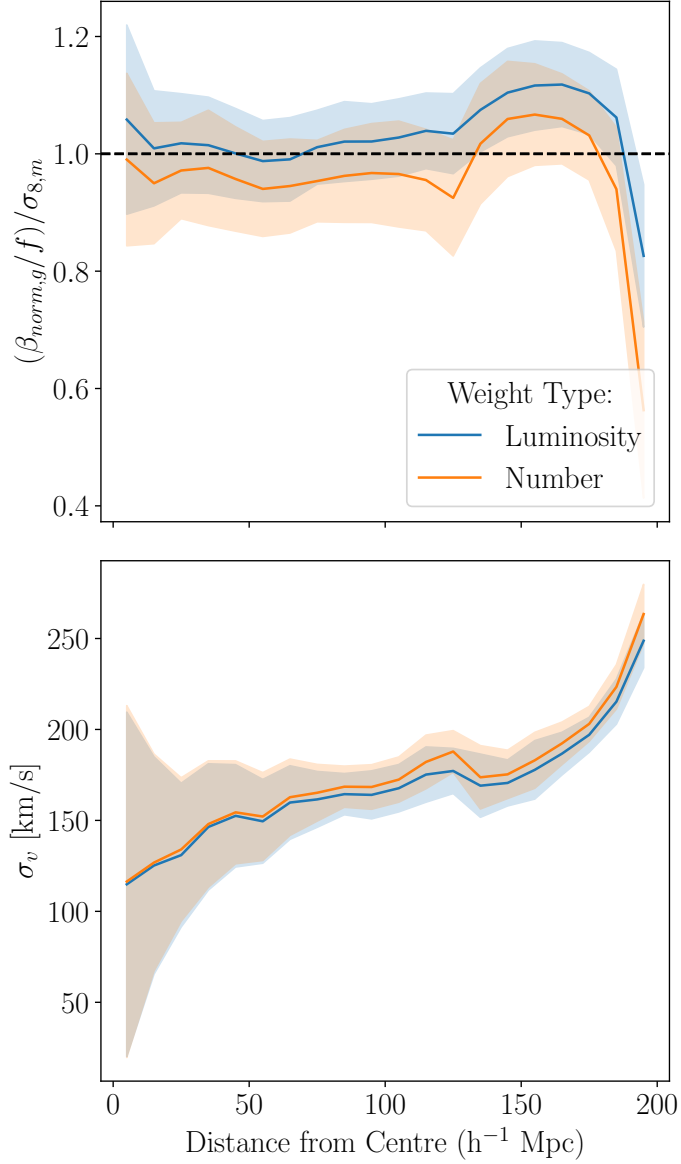 1.2
1.0
0.8
0.6
0.4
(β_{norm,g}/f)/σ_{8,m}
Weight Type:
Luminosity
Number
250
200
150
100
50
σ_v [km/s]
0 50 100 150 200
Distance from Centre (h⁻¹ Mpc)